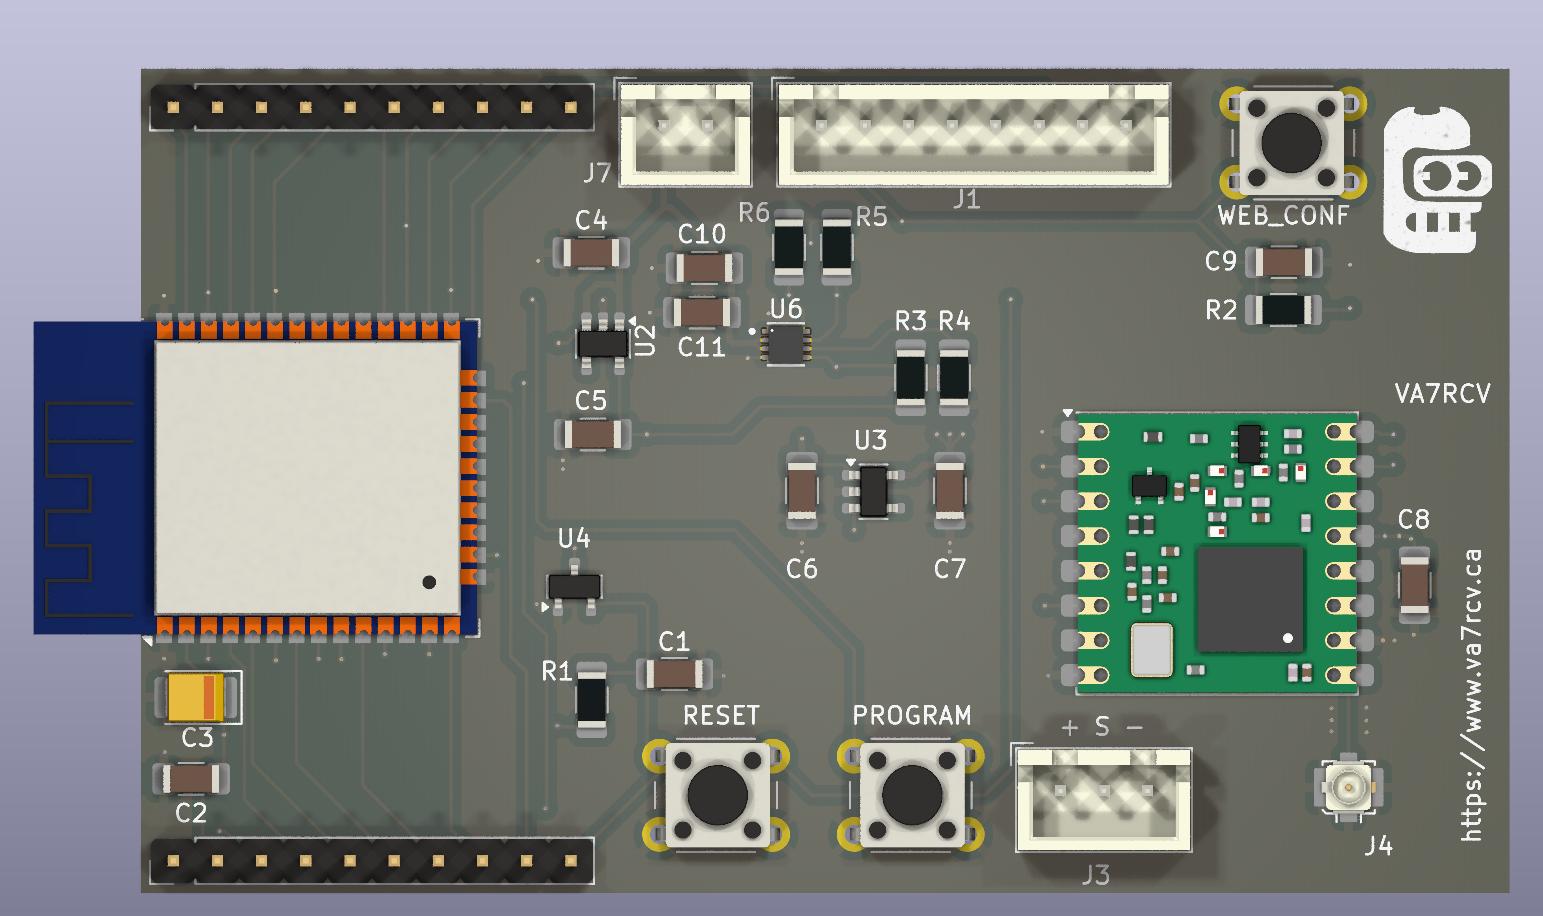 J7
J1
R6
R5
WEB_CONF
C4
C10
C9
U6
R2
R3
R4
U2
C11
VA7RCV
C5
U3
C8
U4
C6
C7
https://www.va7rcv.ca
C1
R1
RESET
PROGRAM
+ S -
C3
C2
J4
J3